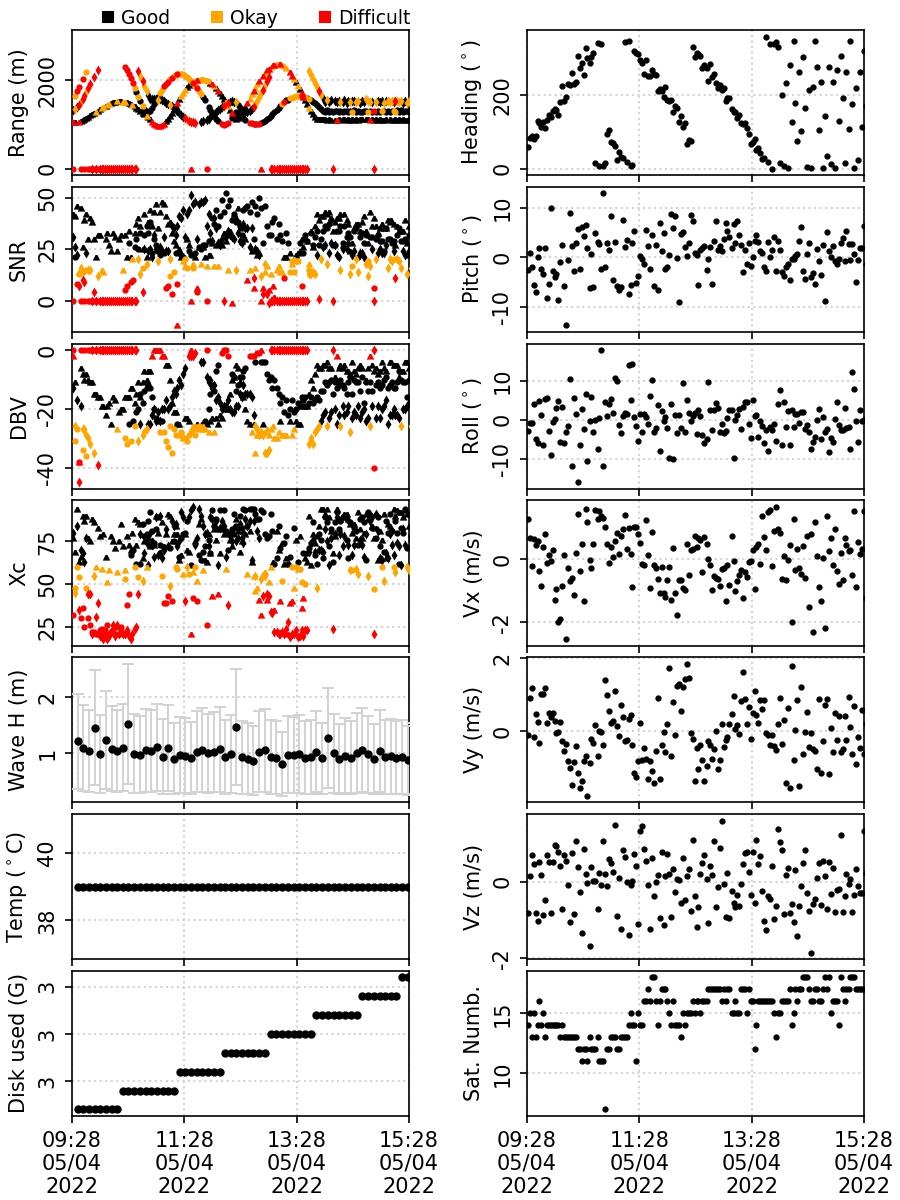 Good Okay Difficult
Range (m)
2000
0
SNR
50
25
0
DBV
0
-20
-40
Xc
75
50
25
Wave H (m)
2
1
Temp (°C)
40
38
Disk used (G)
3
3
3
09:28 11:28 13:28 15:28
05/04 05/04 05/04 05/04
2022 2022 2022 2022
Heading (°)
200
0
Pitch (°)
10
0
-10
Roll (°)
10
0
-10
Vx (m/s)
0
-2
Vy (m/s)
2
0
Vz (m/s)
0
-2
Sat. Numb.
15
10
09:28 11:28 13:28 15:28
05/04 05/04 05/04 05/04
2022 2022 2022 2022